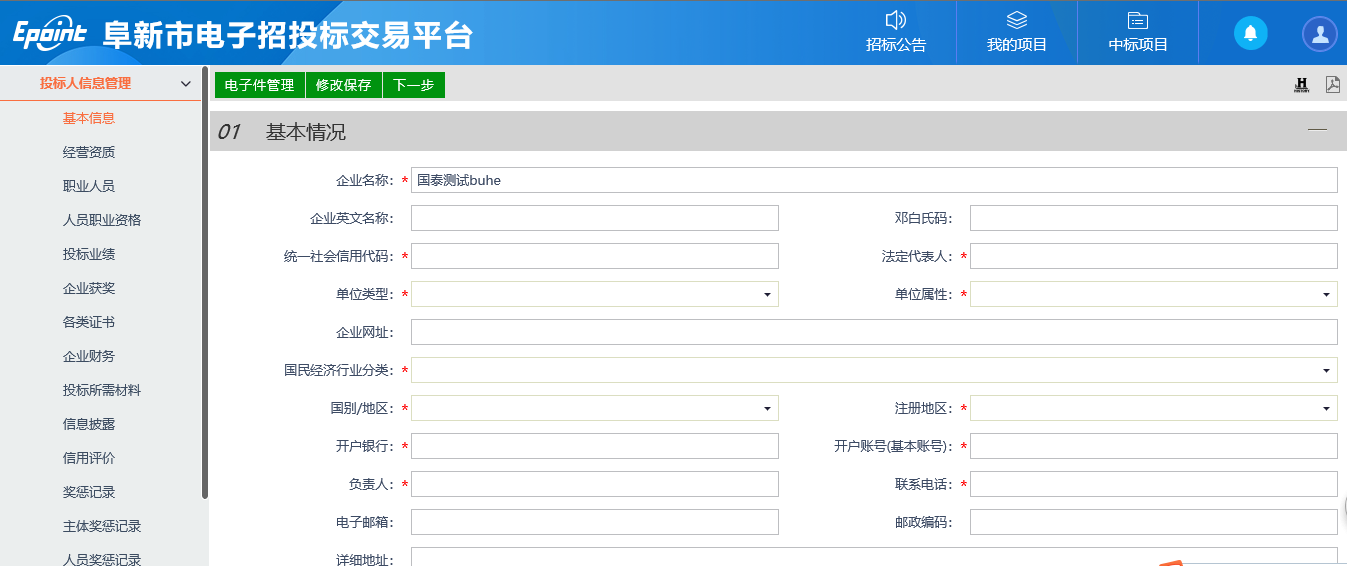 Epoint 阜新市电子招投标交易平台 招标公告 我的项目 中标项目
投标人信息管理
基本信息
经营资质
职业人员
人员职业资格
投标业绩
企业获奖
各类证书
企业财务
投标所需材料
信息披露
信用评价
奖惩记录
主体奖惩记录
人员奖惩记录
电子件管理 修改保存 下一步
H
HISTORY
01 基本情况
企业名称: * 国泰测试buhe
企业英文名称: 邓白氏码:
统一社会信用代码: * 法定代表人: *
单位类型: * 单位属性: *
企业网址:
国民经济行业分类: *
国别/地区: * 注册地区: *
开户银行: * 开户账号(基本账号): *
负责人: * 联系电话: *
电子邮箱: 邮政编码:
详细地址: